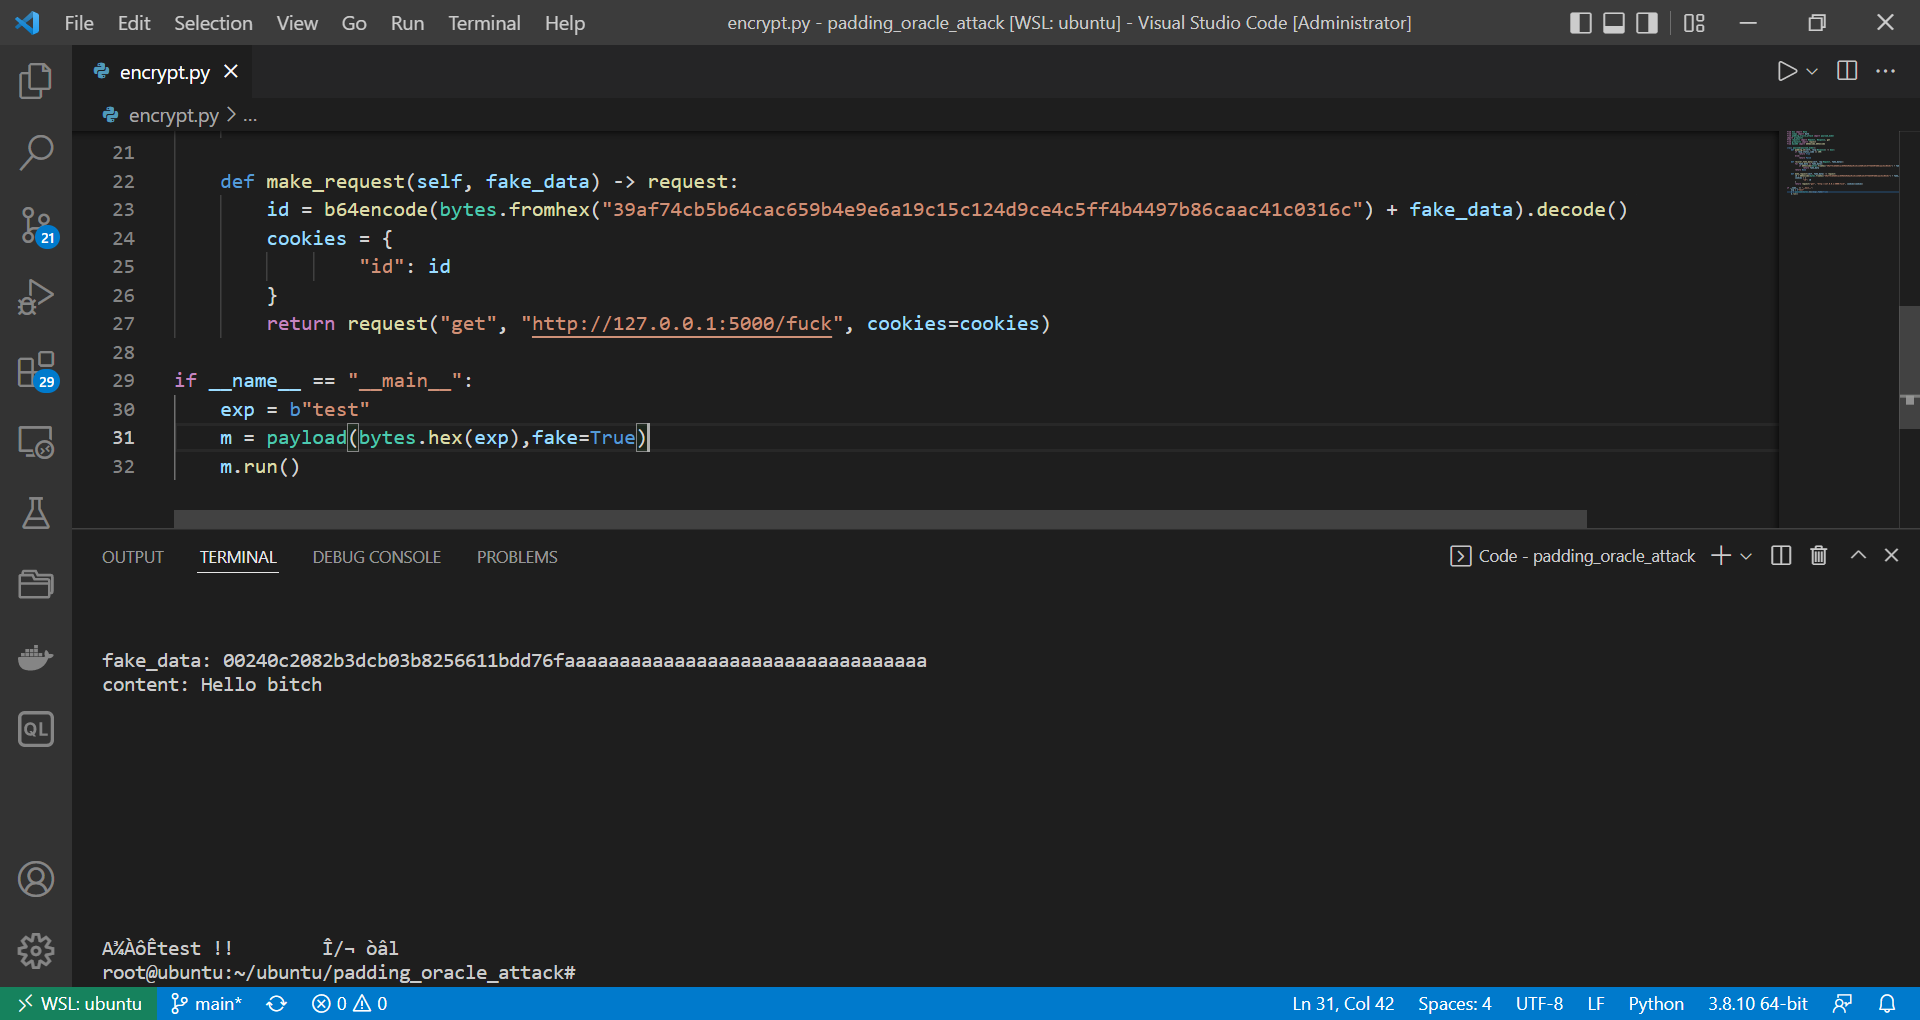 File Edit Selection View Go Run Terminal Help encrypt.py - padding_oracle_attack [WSL: ubuntu] - Visual Studio Code [Administrator]
encrypt.py
encrypt.py > ...
21
22 def make_request(self, fake_data) -> request:
23 id = b64encode(bytes.fromhex("39af74cb5b64cac659b4e9e6a19c15c124d9ce4c5ff4b4497b86caac41c0316c") + fake_data).decode()
24 cookies = {
25 "id": id
26 }
27 return request("get", "http://127.0.0.1:5000/fuck", cookies=cookies)
28
29 if __name__ == "__main__":
30 exp = b"test"
31 m = payload(bytes.hex(exp),fake=True)
32 m.run()
21
29
QL
OUTPUT TERMINAL DEBUG CONSOLE PROBLEMS Code - padding_oracle_attack
fake_data: 00240c2082b3dcb03b8256611bdd76faaaaaaaaaaaaaaaaaaaaaaaaaaaaaaaaa
content: Hello bitch
A¾ÀôÊtest !! Î/¬ òâl
root@ubuntu:~/ubuntu/padding_oracle_attack#
WSL: ubuntu main* 0 0 Ln 31, Col 42 Spaces: 4 UTF-8 LF Python 3.8.10 64-bit